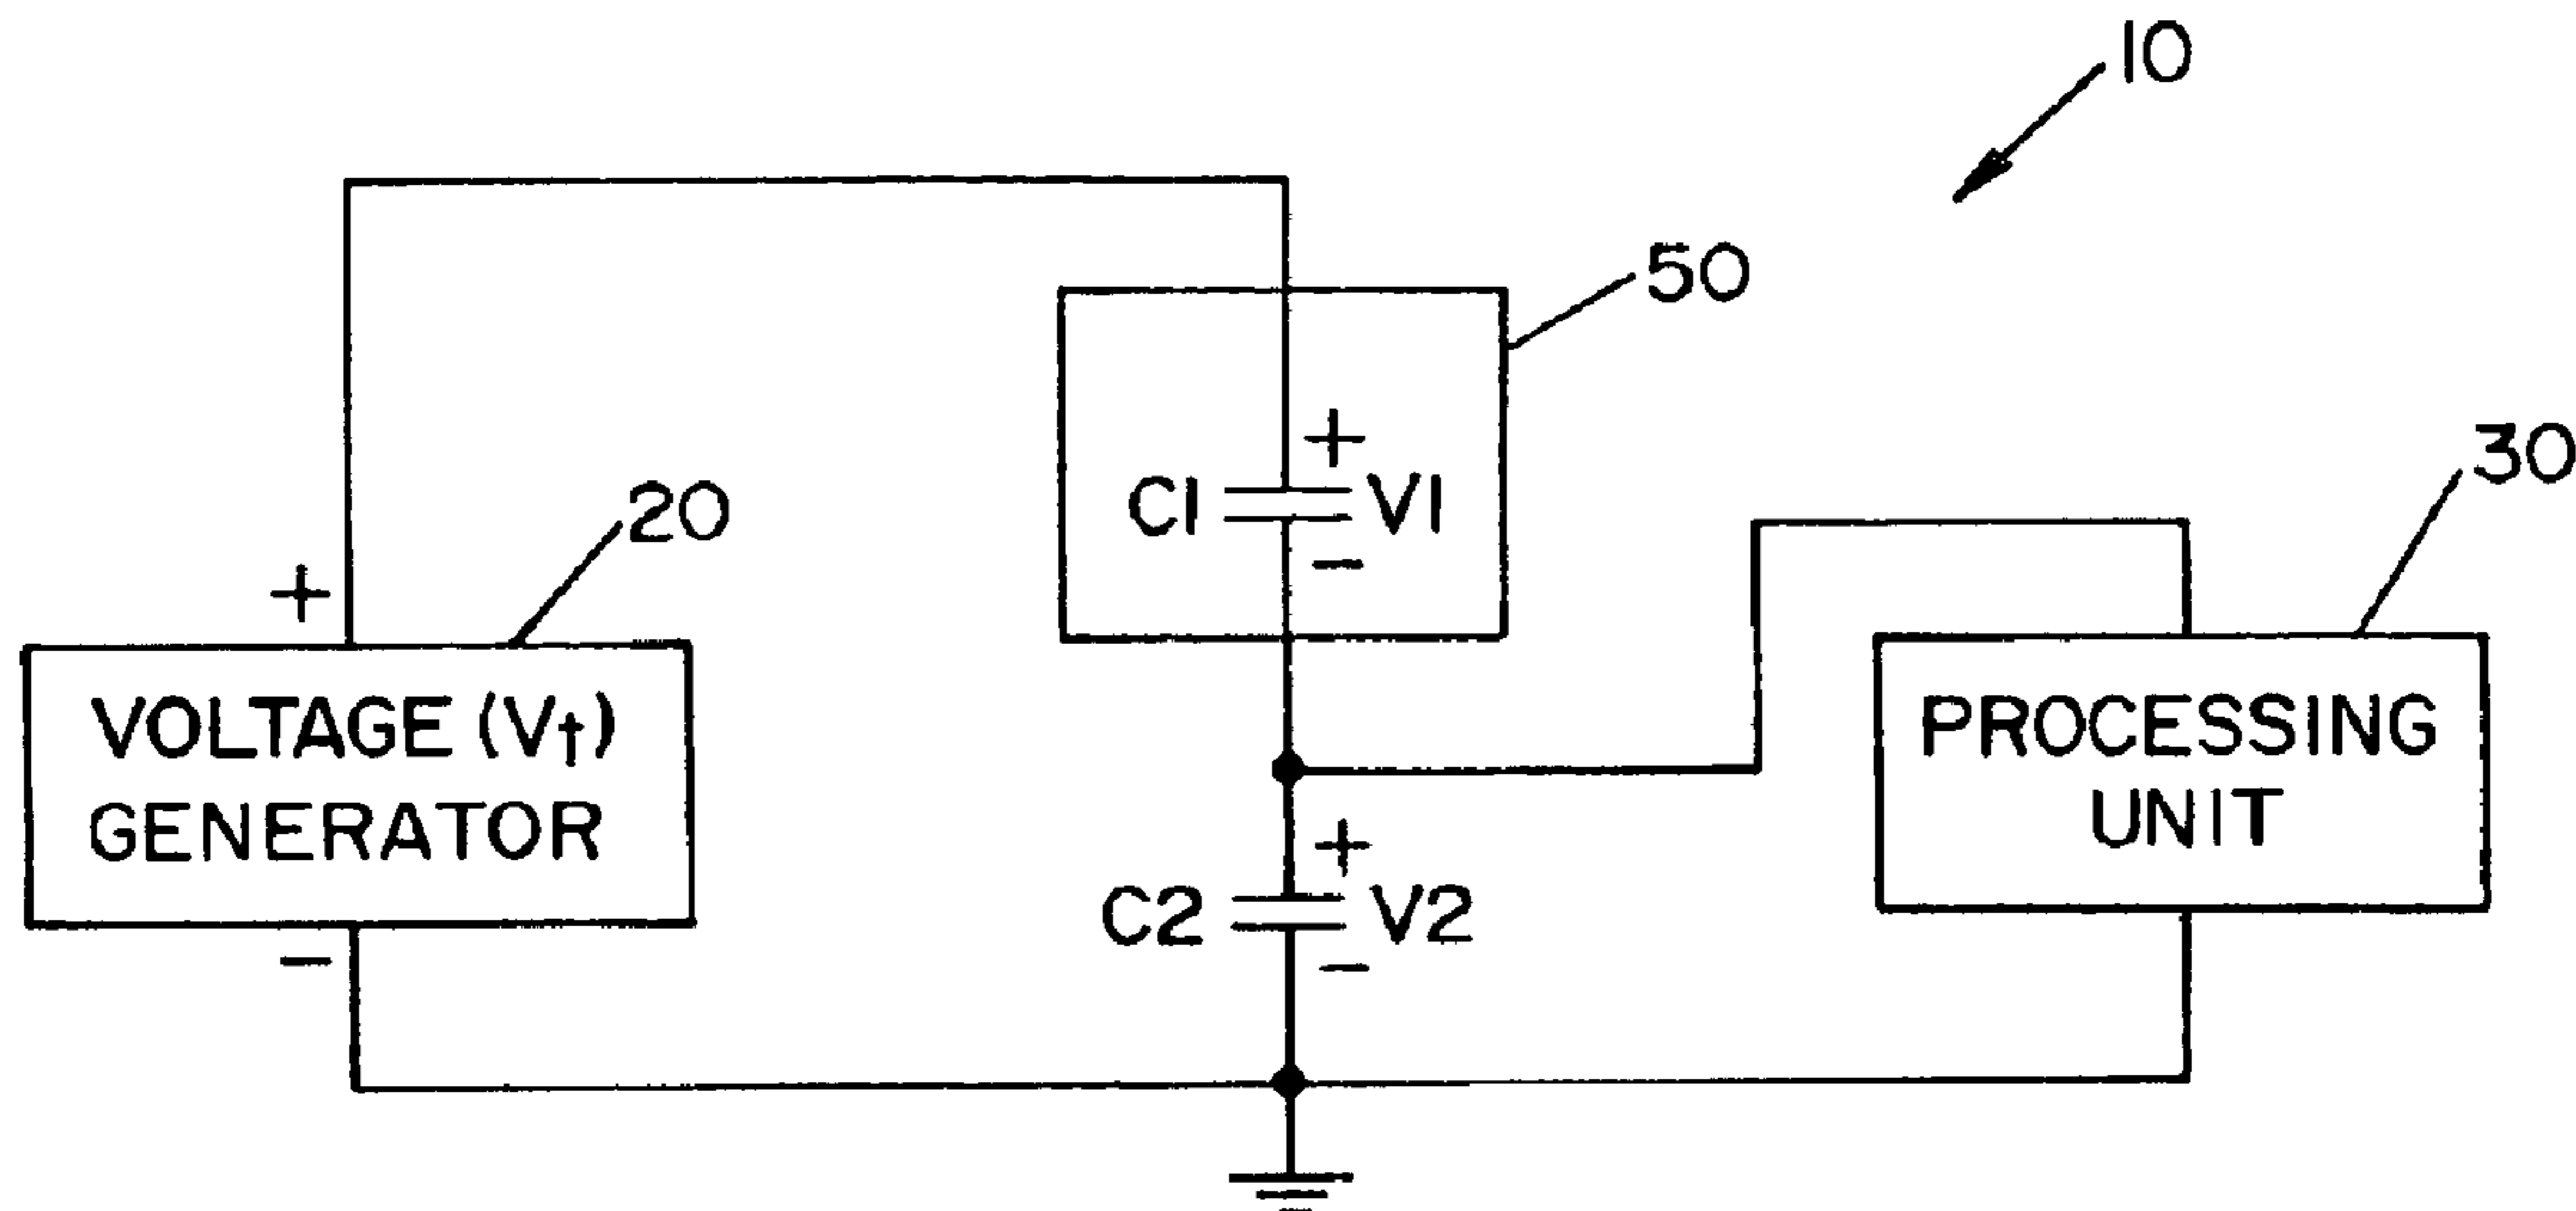 10
50
+
C1 V1
−
30
20
+
VOLTAGE (Vt)
GENERATOR
−
PROCESSING
UNIT
+
C2 V2
−